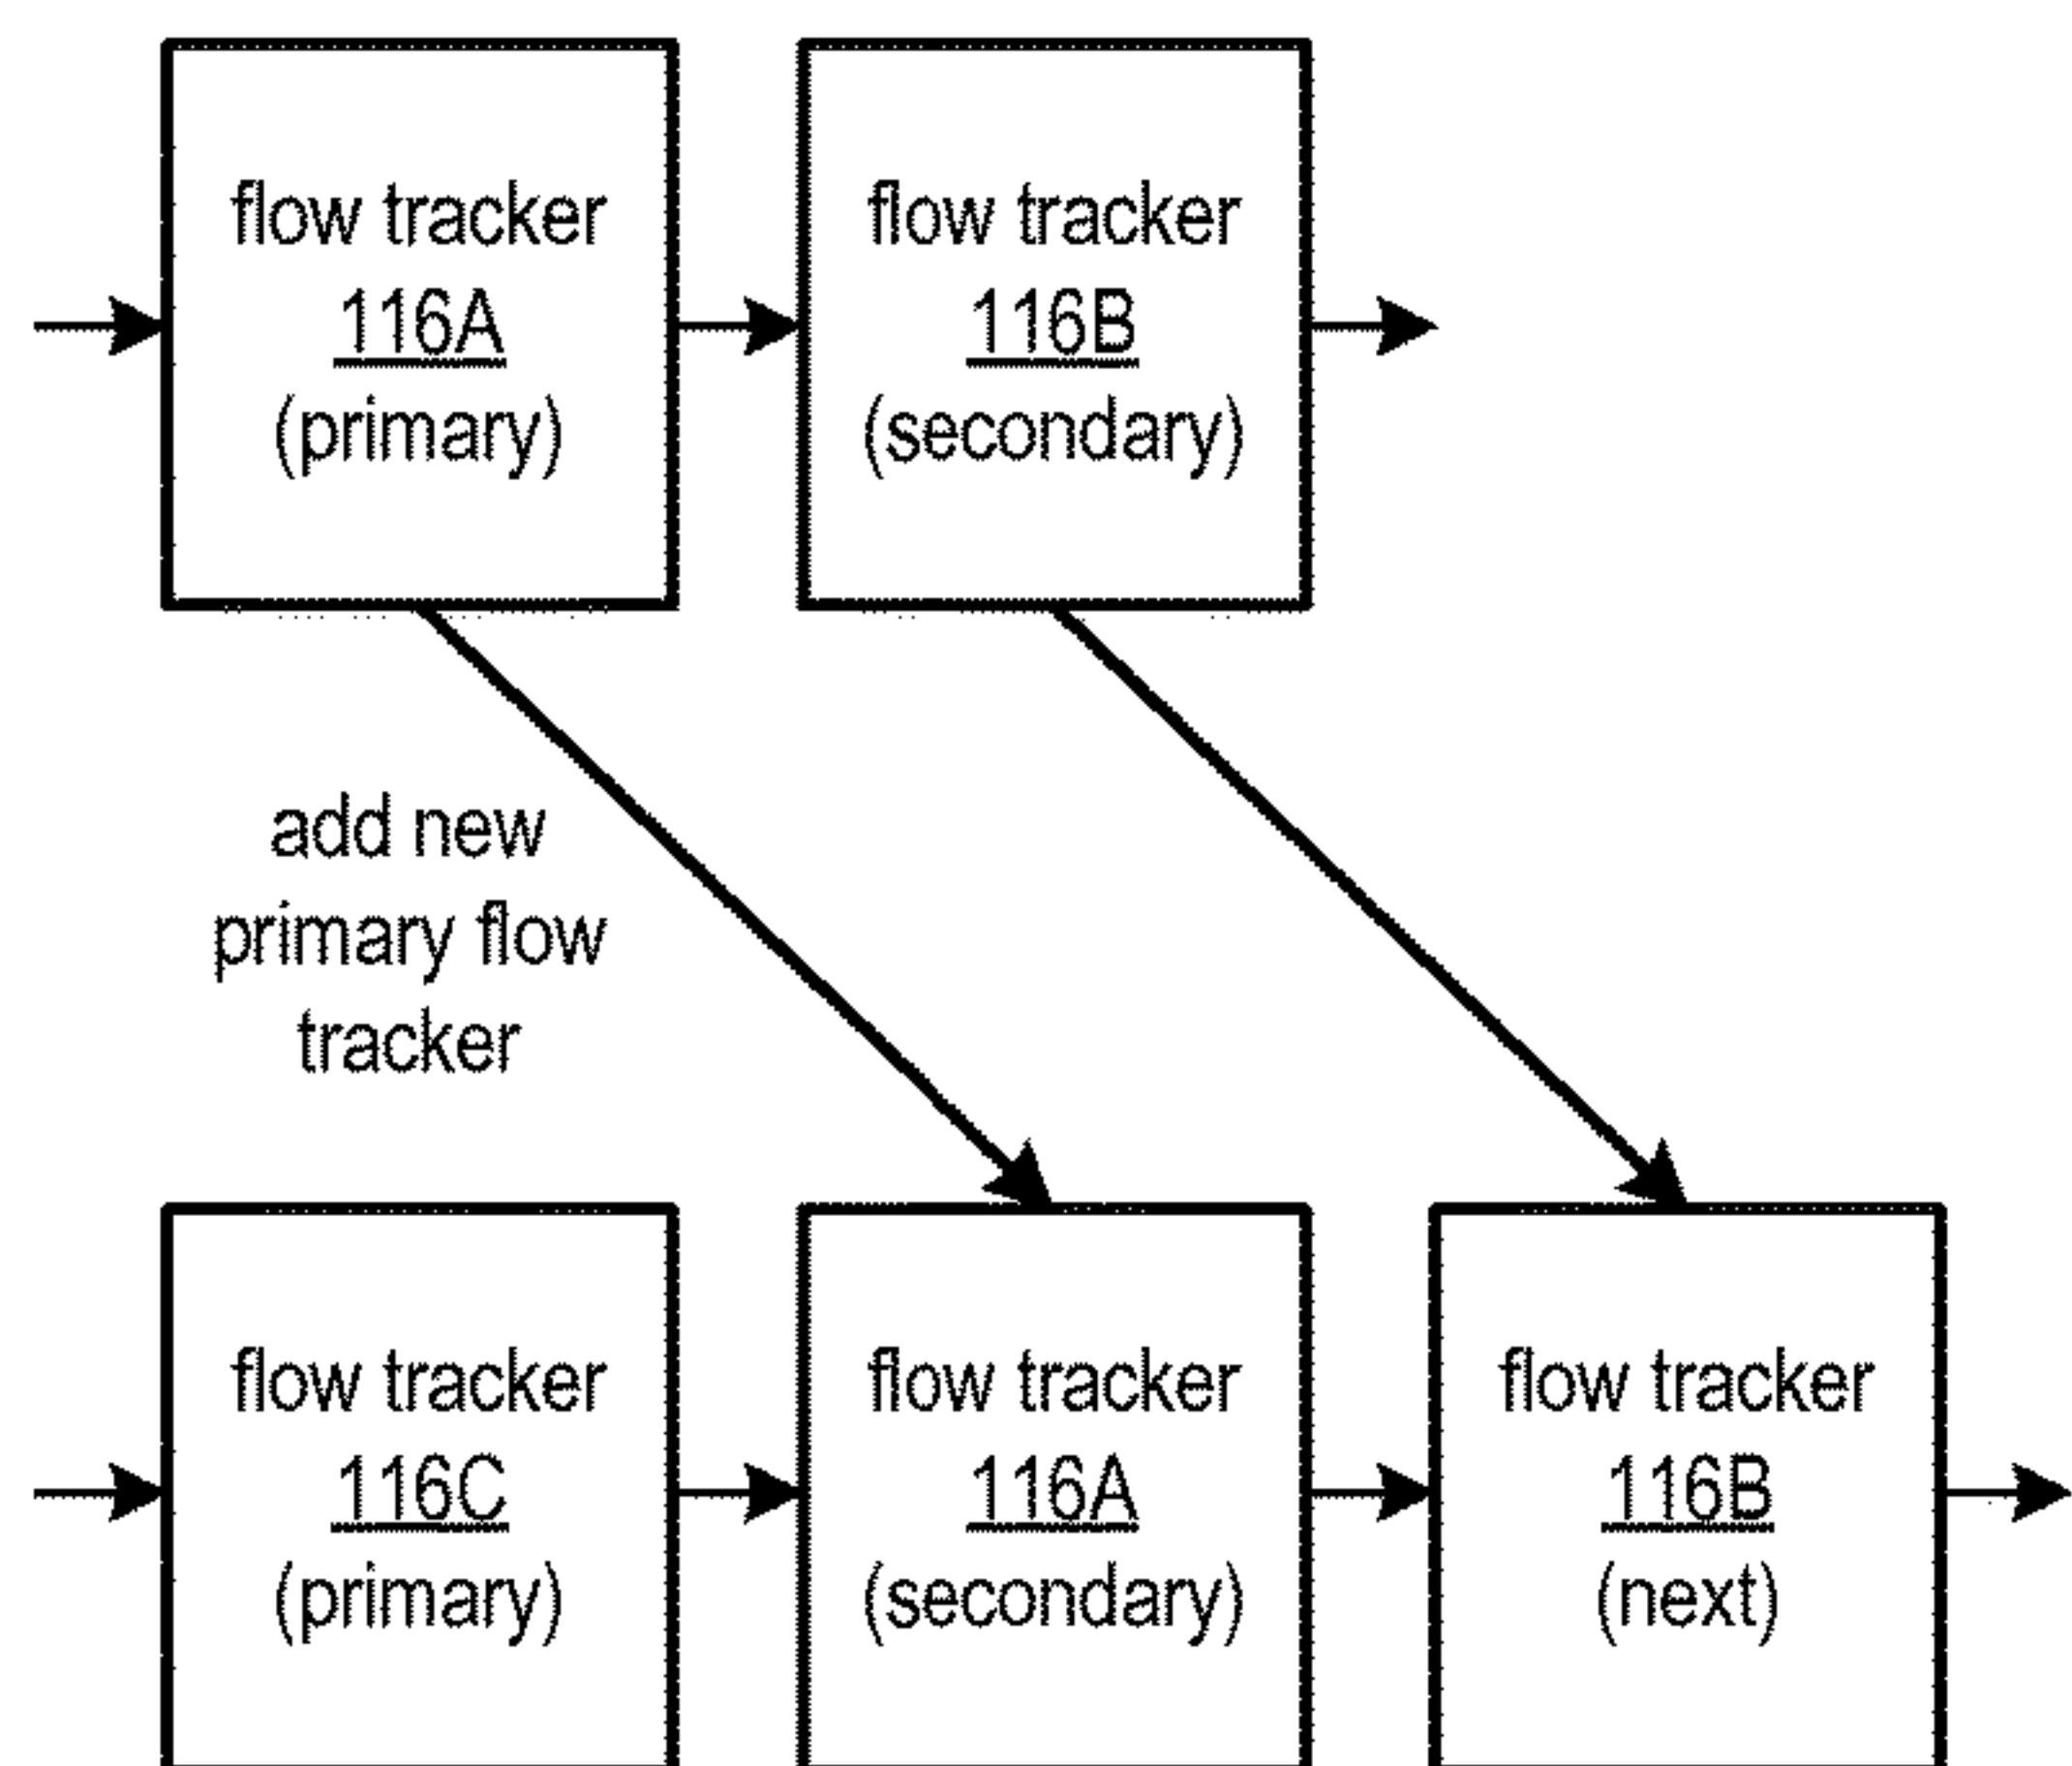 flow tracker
116A
(primary)
flow tracker
116B
(secondary)
add new
primary flow
tracker
flow tracker
116C
(primary)
flow tracker
116A
(secondary)
flow tracker
116B
(next)